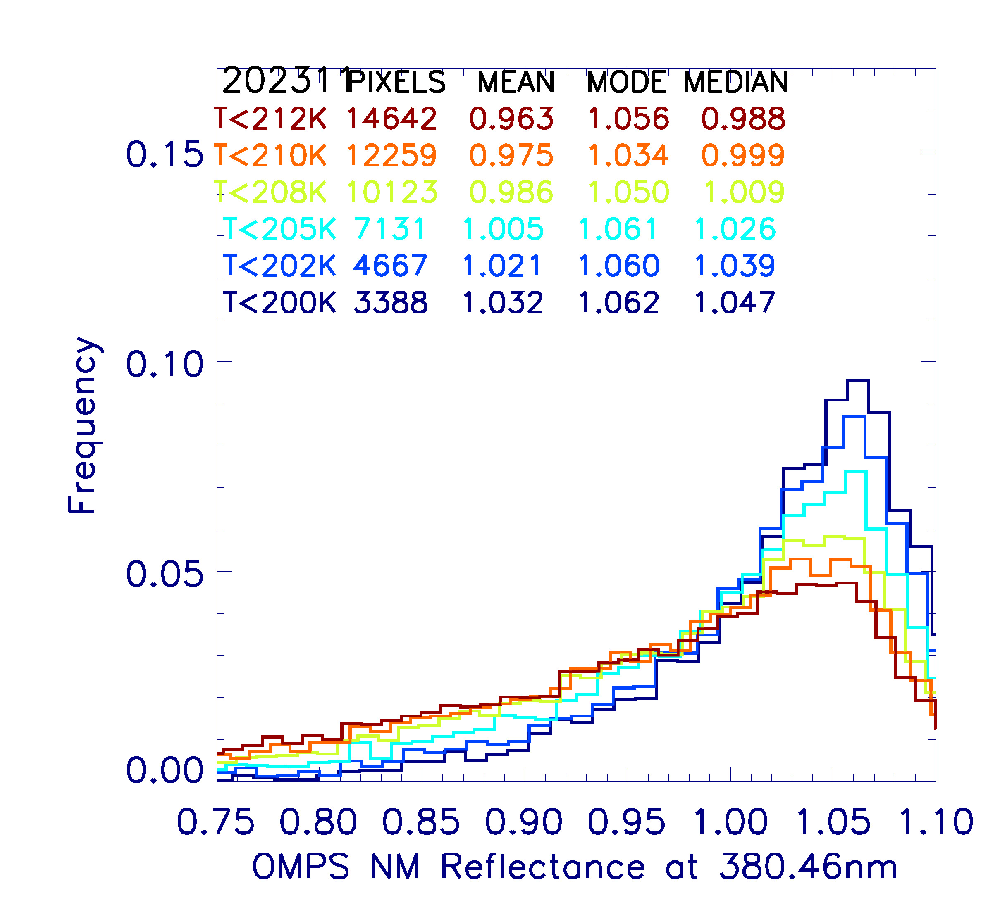 202311 PIXELS MEAN MODE MEDIAN
T<212K 14642 0.963 1.056 0.988
T<210K 12259 0.975 1.034 0.999
T<208K 10123 0.986 1.050 1.009
T<205K 7131 1.005 1.061 1.026
T<202K 4667 1.021 1.060 1.039
T<200K 3388 1.032 1.062 1.047
0.15
0.10
0.05
0.00
Frequency
0.75 0.80 0.85 0.90 0.95 1.00 1.05 1.10
OMPS NM Reflectance at 380.46nm